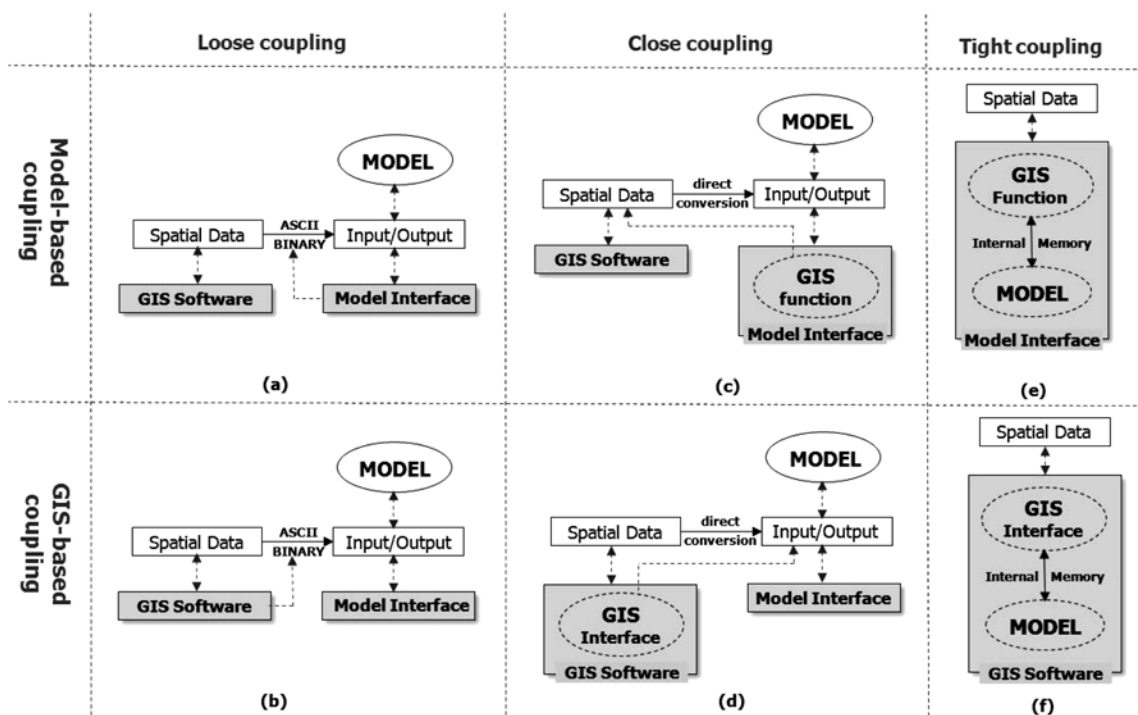 Loose coupling
Close coupling
Tight coupling
Model-based
coupling
MODEL
Spatial Data
ASCII
BINARY
Input/Output
GIS Software
Model Interface
(a)
MODEL
Spatial Data
direct
conversion
Input/Output
GIS Software
GIS
function
Model Interface
(c)
Spatial Data
GIS
Function
Internal Memory
MODEL
Model Interface
(e)
GIS-based
coupling
MODEL
Spatial Data
ASCII
BINARY
Input/Output
GIS Software
Model Interface
(b)
MODEL
Spatial Data
direct
conversion
Input/Output
GIS
Interface
GIS Software
Model Interface
(d)
Spatial Data
GIS
Interface
Internal Memory
MODEL
GIS Software
(f)